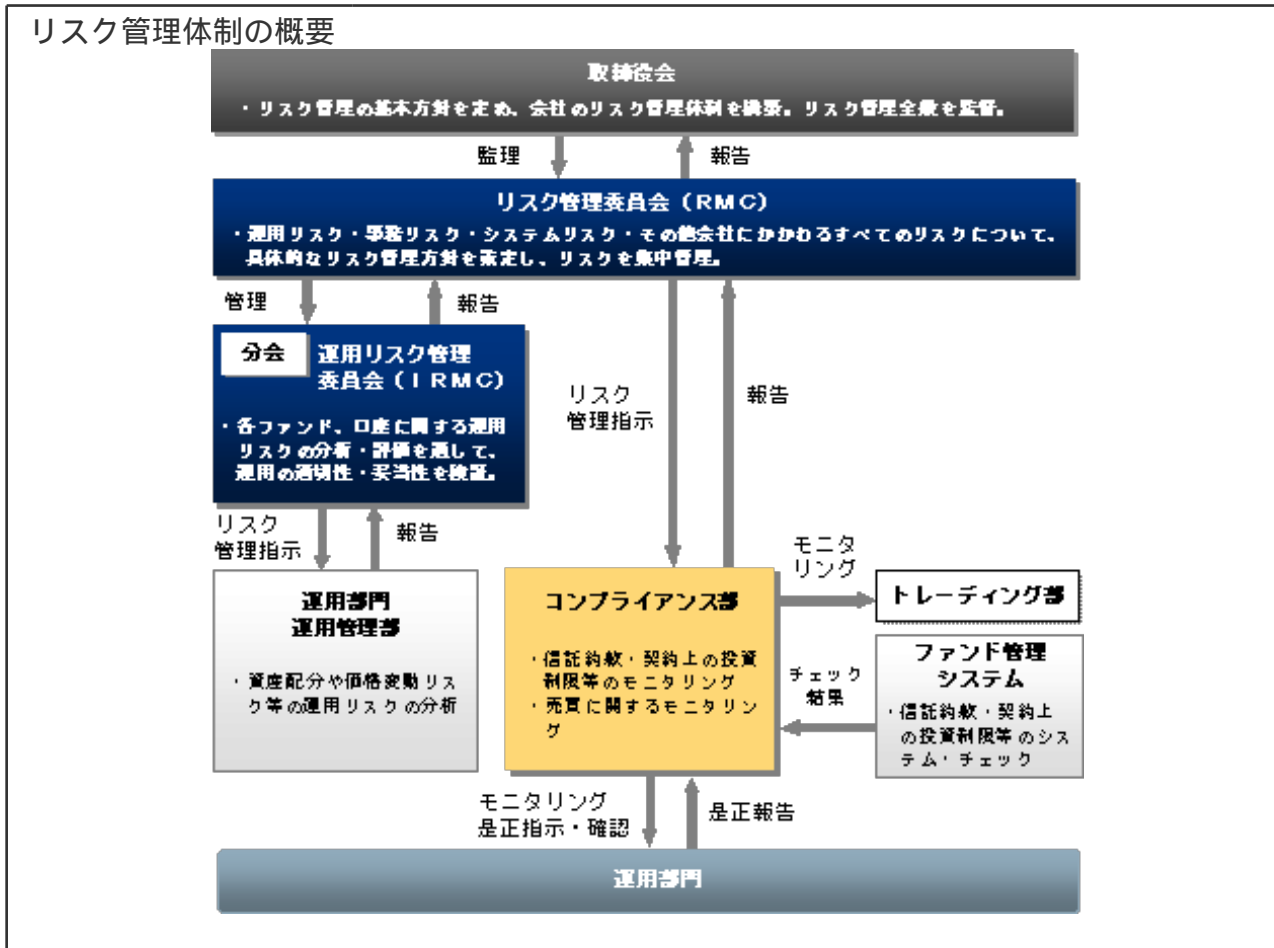 リスク管理体制の概要
取締役会
・リスク管理の基本方針を定め、会社のリスク管理体制を構築。リスク管理全般を監督。
監理
報告
リスク管理委員会（ＲＭＣ）
・運用リスク・事務リスク・システムリスク・その他会社にかかわるすべてのリスクについて、
具体的なリスク管理方針を策定し、リスクを集中管理。
管理
報告
分会
運用リスク管理
委員会（ＩＲＭＣ）
・各ファンド、口座に関する運用
リスクの分析・評価を通して、
運用の適切性・妥当性を検証。
リスク
管理指示
報告
リスク
管理指示
報告
運用部門
運用管理部
・資産配分や価格変動リス
ク等の運用リスクの分析
コンプライアンス部
・信託約款・契約上の投資
制限等のモニタリング
・売買に関するモニタリン
グ
モニタ
リング
トレーディング部
チェック
結果
ファンド管理
システム
・信託約款・契約上
の投資制限等のシス
テム・チェック
モニタリング
是正指示・確認
是正報告
運用部門